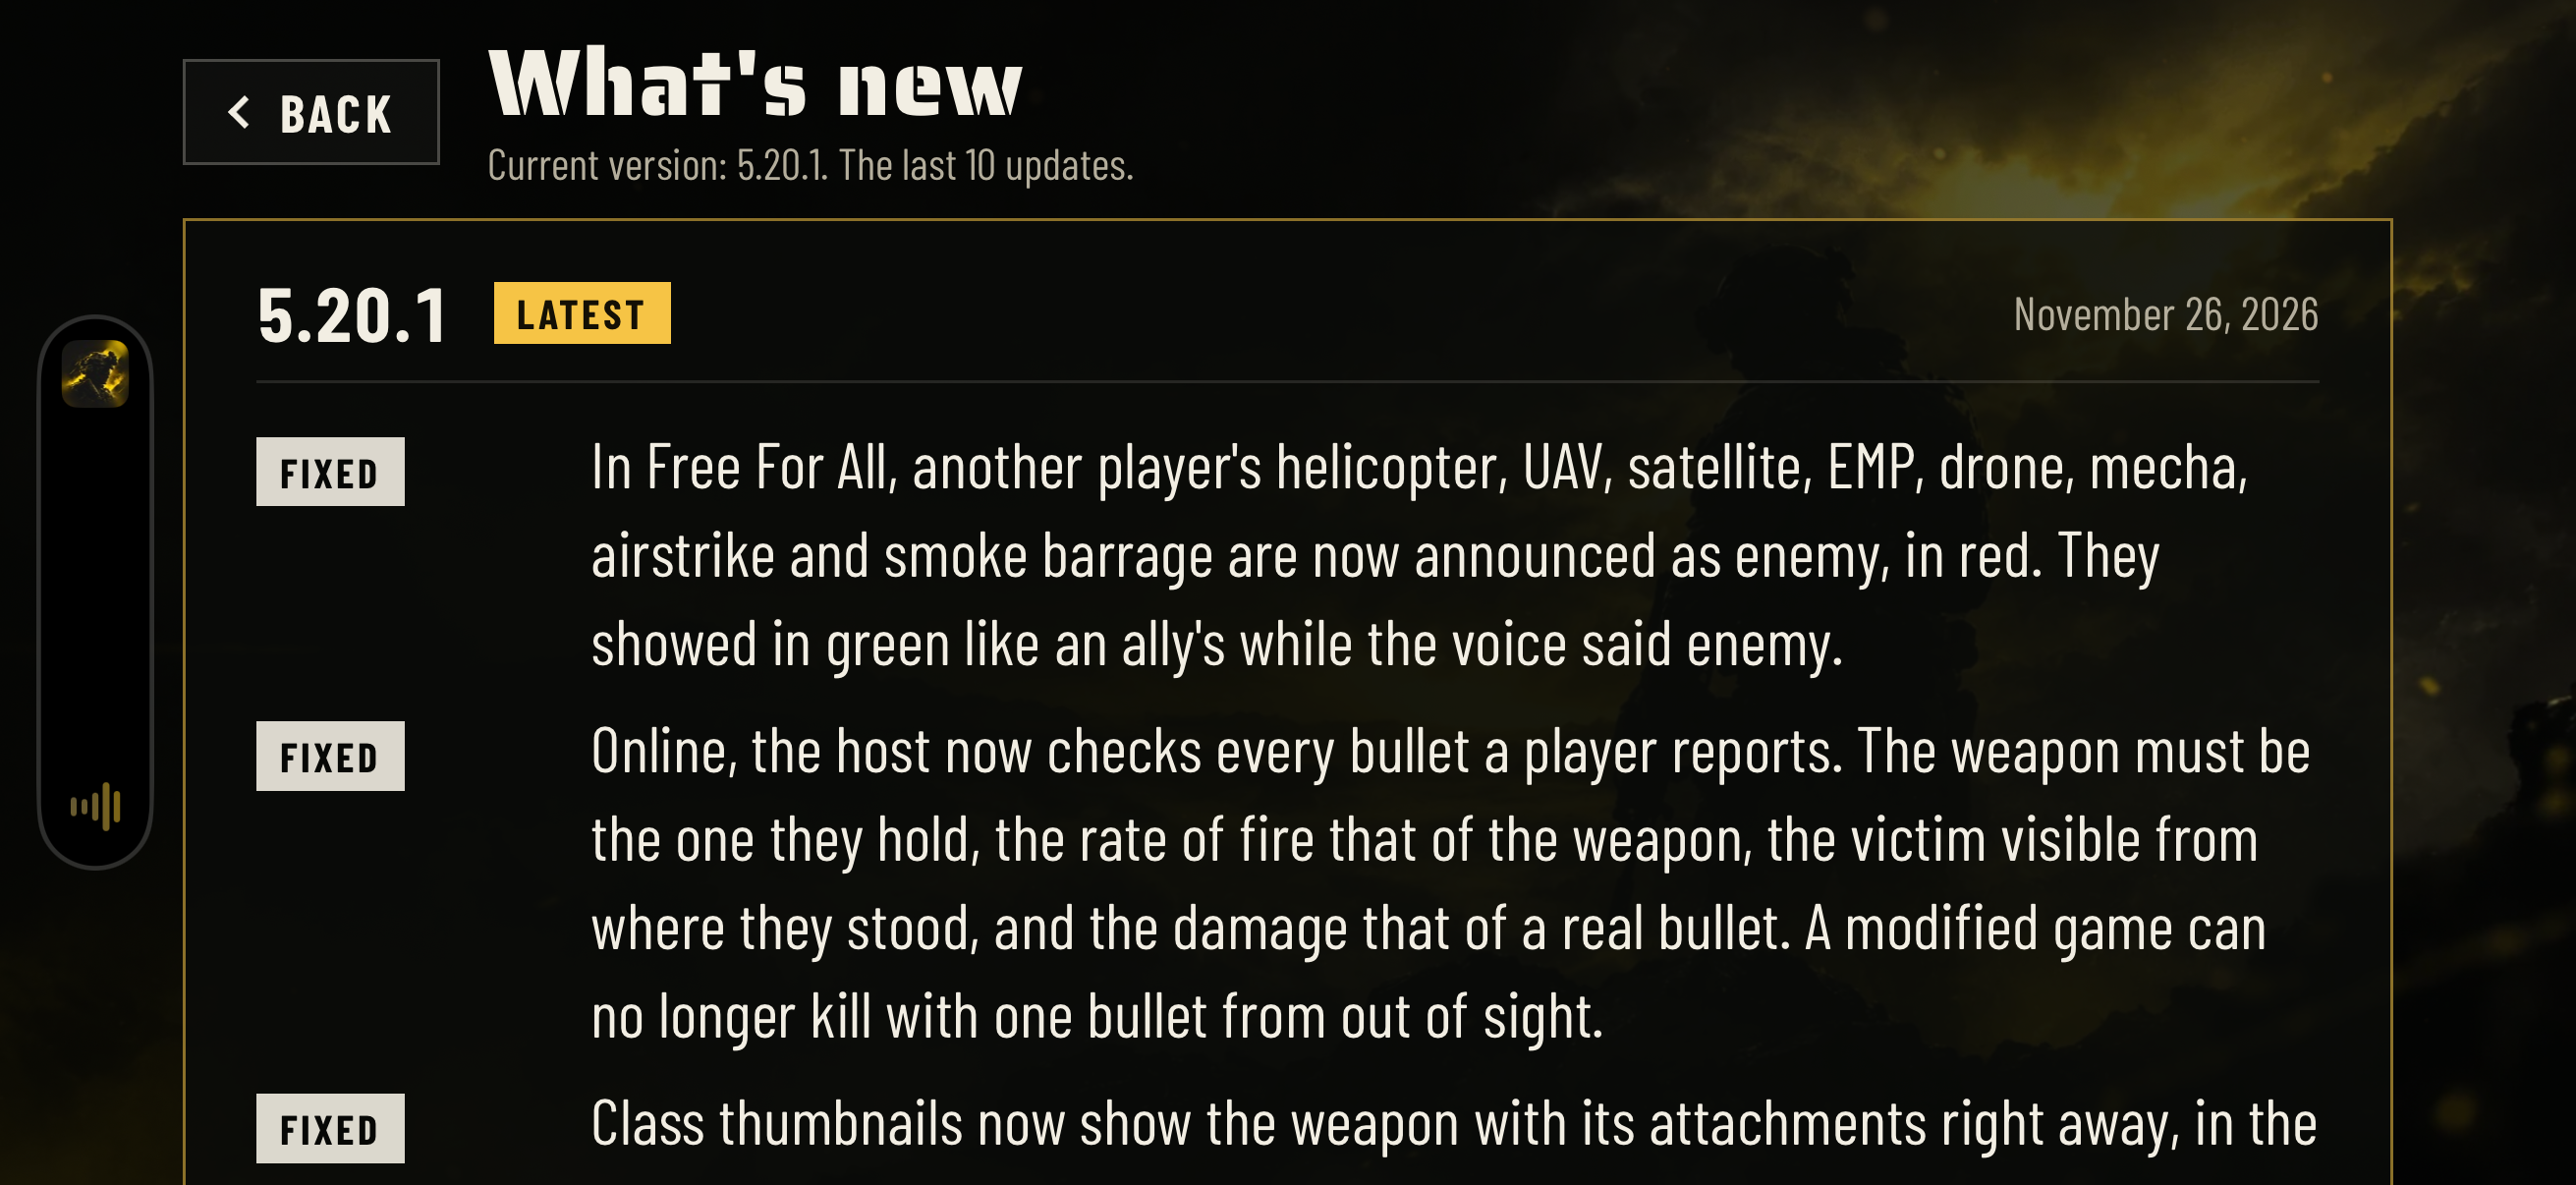 BACK
What's new
Current version: 5.20.1. The last 10 updates.
5.20.1
LATEST
November 26, 2026
FIXED
In Free For All, another player's helicopter, UAV, satellite, EMP, drone, mecha,
airstrike and smoke barrage are now announced as enemy, in red. They
showed in green like an ally's while the voice said enemy.
FIXED
Online, the host now checks every bullet a player reports. The weapon must be
the one they hold, the rate of fire that of the weapon, the victim visible from
where they stood, and the damage that of a real bullet. A modified game can
no longer kill with one bullet from out of sight.
FIXED
Class thumbnails now show the weapon with its attachments right away, in the